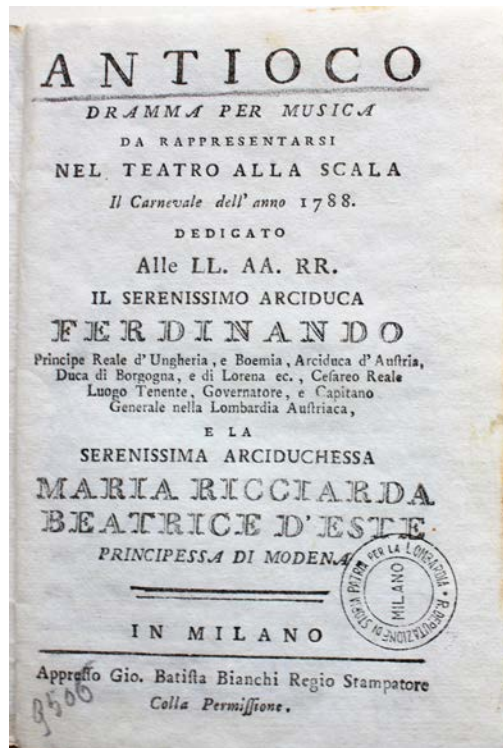 ANTIOCO
DRAMMA PER MUSICA
DA RAPPRESENTARSI
NEL TEATRO ALLA SCALA
Il Carnevale dell' anno 1788.
DEDICATO
Alle LL. AA. RR.
IL SERENISSIMO ARCIDUCA
FERDINANDO
Principe Reale d' Ungheria, e Boemia, Arciduca d' Auſtria,
Duca di Borgogna, e di Lorena ec., Ceſareo Reale
Luogo Tenente, Governatore, e Capitano
Generale nella Lombardia Auſtriaca,
E LA
SERENISSIMA ARCIDUCHESSA
MARIA RICCIARDA
BEATRICE D'ESTE
PRINCIPESSA DI MODENA
R. DEPUTAZIONE DI STORIA PATRIA PER LA LOMBARDIA *
MILANO
IN MILANO
Appreſſo Gio. Batiſta Bianchi Regio Stampatore
Colla Permiſſione.
9506